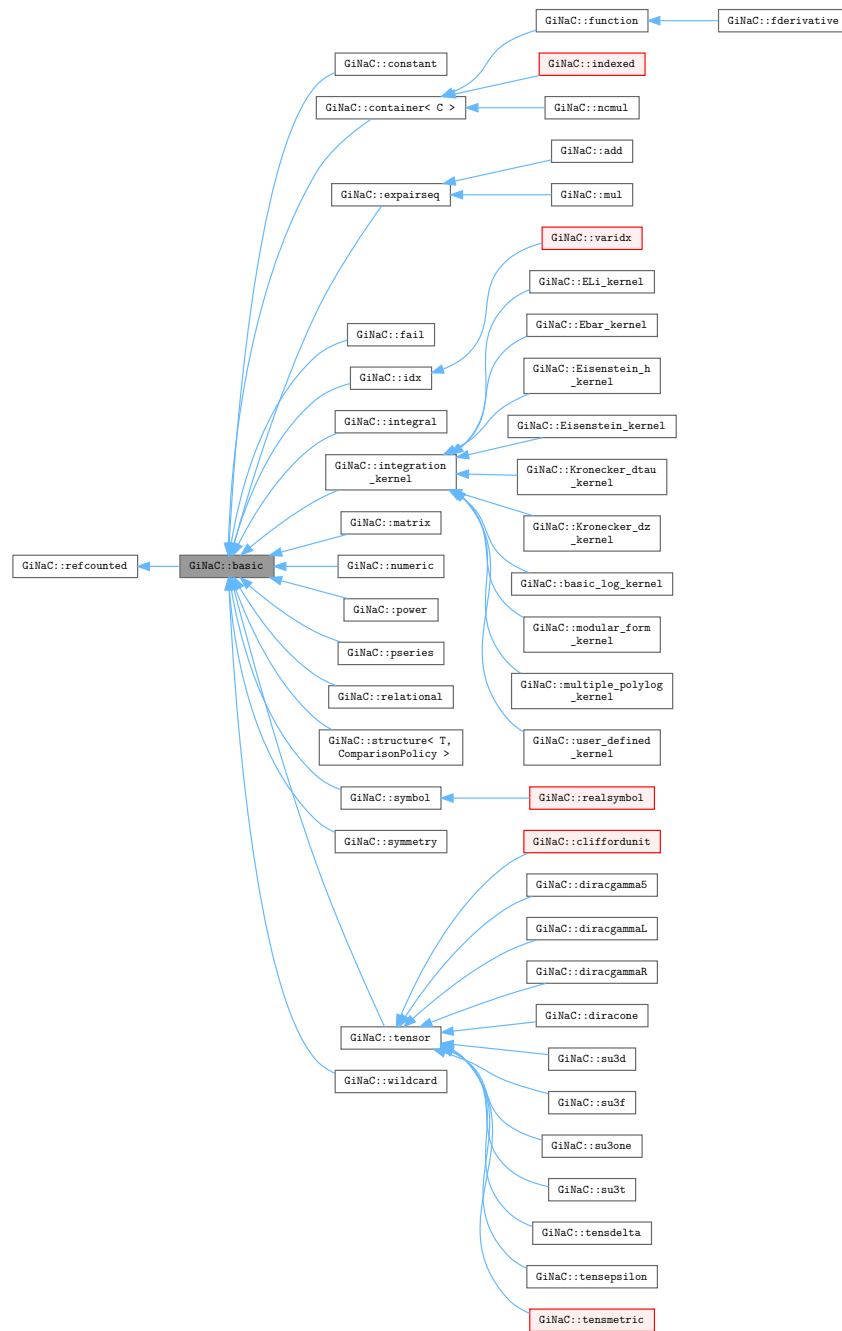 GiNaC::function
GiNaC::fderivative
GiNaC::constant
GiNaC::indexed
GiNaC::container< C >
GiNaC::ncmul
GiNaC::add
GiNaC::expairseq
GiNaC::mul
GiNaC::varidx
GiNaC::ELi_kernel
GiNaC::Ebar_kernel
GiNaC::fail
GiNaC::Eisenstein_h
_kernel
GiNaC::idx
GiNaC::integral
GiNaC::Eisenstein_kernel
GiNaC::integration
_kernel
GiNaC::Kronecker_dtau
_kernel
GiNaC::matrix
GiNaC::Kronecker_dz
_kernel
GiNaC::refcounted
GiNaC::basic
GiNaC::numeric
GiNaC::basic_log_kernel
GiNaC::power
GiNaC::modular_form
_kernel
GiNaC::pseries
GiNaC::relational
GiNaC::multiple_polylog
_kernel
GiNaC::structure< T,
ComparisonPolicy >
GiNaC::user_defined
_kernel
GiNaC::symbol
GiNaC::realsymbol
GiNaC::symmetry
GiNaC::cliffordunit
GiNaC::diracgamma5
GiNaC::diracgammaL
GiNaC::diracgammaR
GiNaC::diracone
GiNaC::tensor
GiNaC::su3d
GiNaC::wildcard
GiNaC::su3f
GiNaC::su3one
GiNaC::su3t
GiNaC::tensdelta
GiNaC::tensepsilon
GiNaC::tensmetric